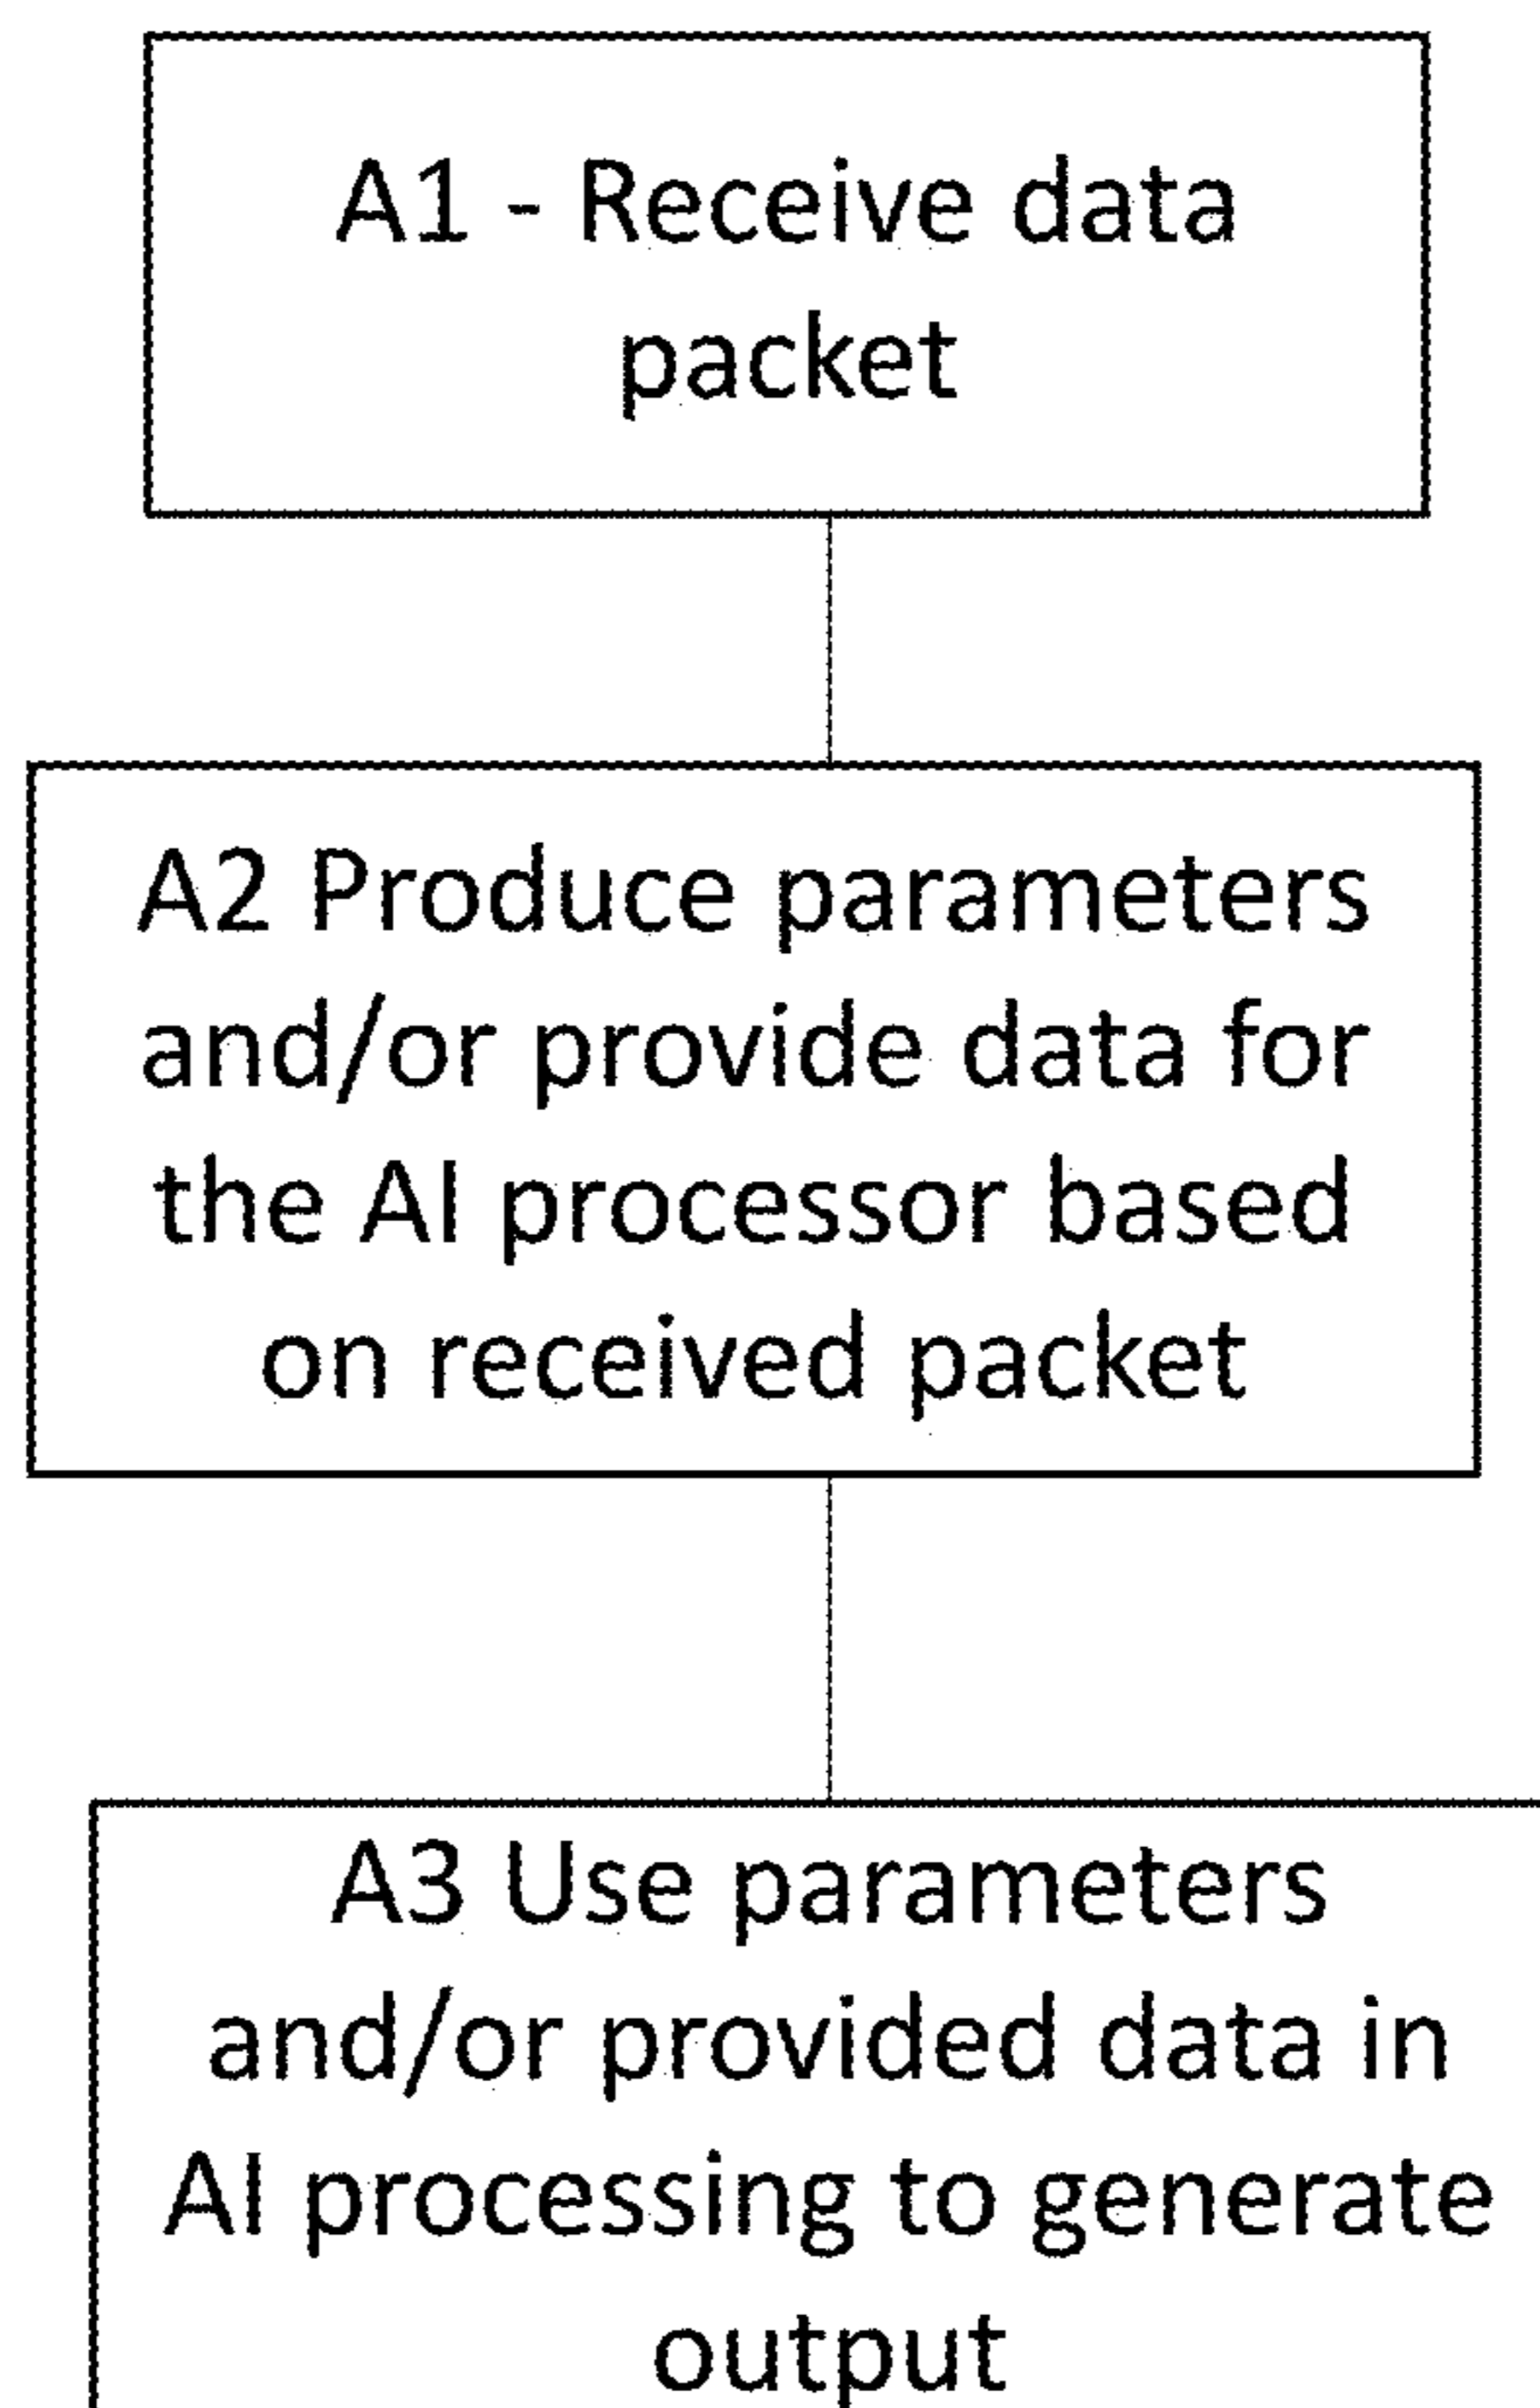 A1 - Receive data
packet
A2 Produce parameters
and/or provide data for
the AI processor based
on received packet
A3 Use parameters
and/or provided data in
AI processing to generate
output